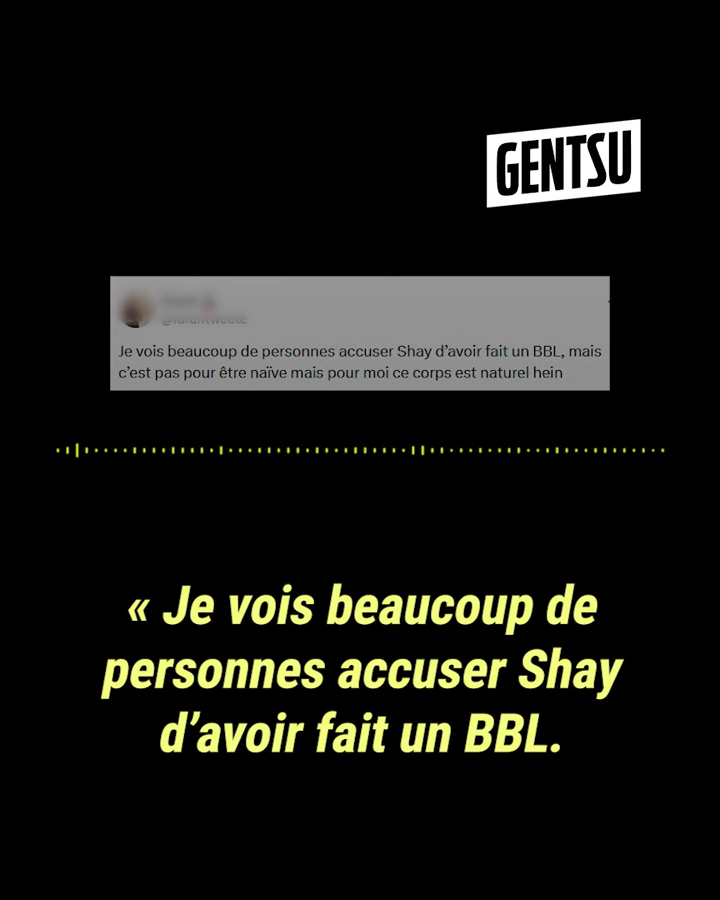 GENTSU
Je vois beaucoup de personnes accuser Shay d’avoir fait un BBL, mais
c’est pas pour être naïve mais pour moi ce corps est naturel hein
« Je vois beaucoup de
personnes accuser Shay
d’avoir fait un BBL.